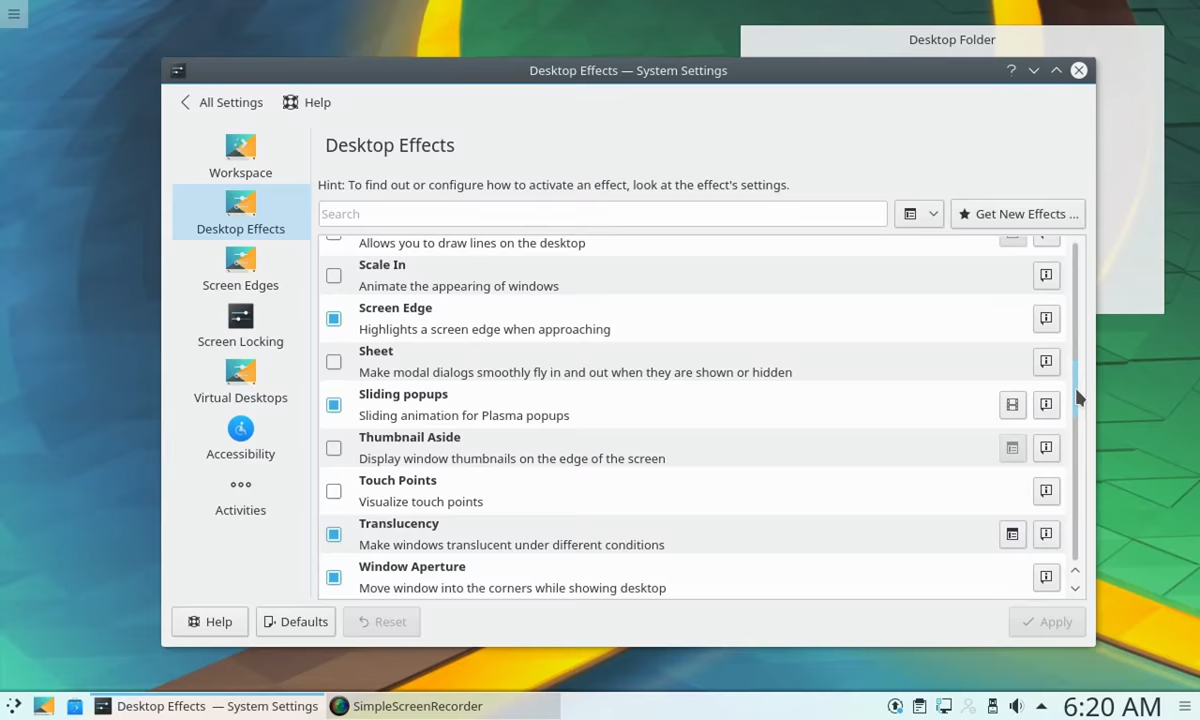 Desktop Folder
Desktop Effects — System Settings
All Settings
Help
Workspace
Desktop Effects
Screen Edges
Screen Locking
Virtual Desktops
Accessibility
Activities
Desktop Effects
Hint: To find out or configure how to activate an effect, look at the effect's settings.
Search
Get New Effects ...
Allows you to draw lines on the desktop
Scale In
Animate the appearing of windows
Screen Edge
Highlights a screen edge when approaching
Sheet
Make modal dialogs smoothly fly in and out when they are shown or hidden
Sliding popups
Sliding animation for Plasma popups
Thumbnail Aside
Display window thumbnails on the edge of the screen
Touch Points
Visualize touch points
Translucency
Make windows translucent under different conditions
Window Aperture
Move window into the corners while showing desktop
Help
Defaults
Reset
Apply
Desktop Effects — System Settings
SimpleScreenRecorder
6:20 AM